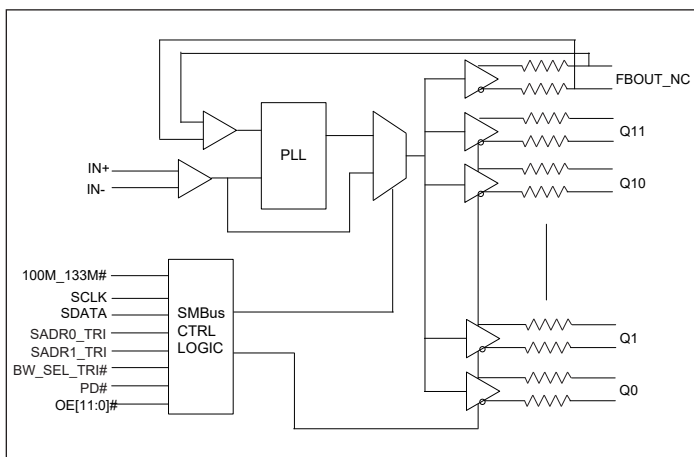 FBOUT_NC
Q11
PLL
IN+
IN-
Q10
100M_133M#
SCLK
SDATA
SADR0_TRI
SADR1_TRI
BW_SEL_TRI#
PD#
OE[11:0]#
SMBus
CTRL
LOGIC
Q1
Q0